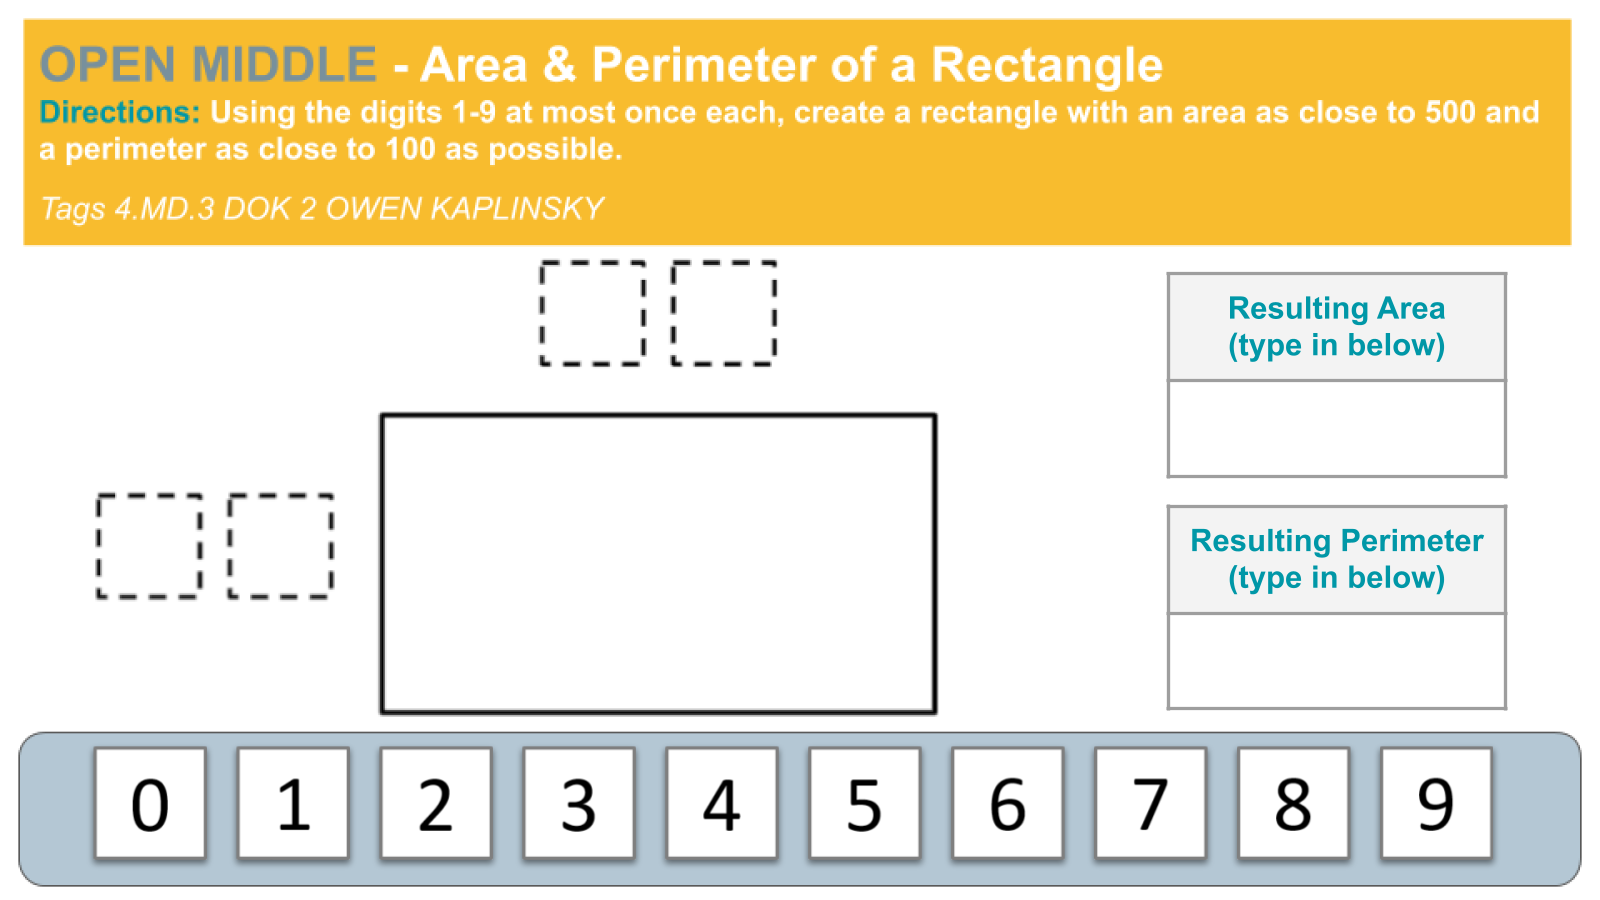 OPEN MIDDLE - Area & Perimeter of a Rectangle
Directions: Using the digits 1-9 at most once each, create a rectangle with an area as close to 500 and
a perimeter as close to 100 as possible.
Tags 4.MD.3 DOK 2 OWEN KAPLINSKY
Resulting Area
(type in below)
Resulting Perimeter
(type in below)
0 1 2 3 4 5 6 7 8 9